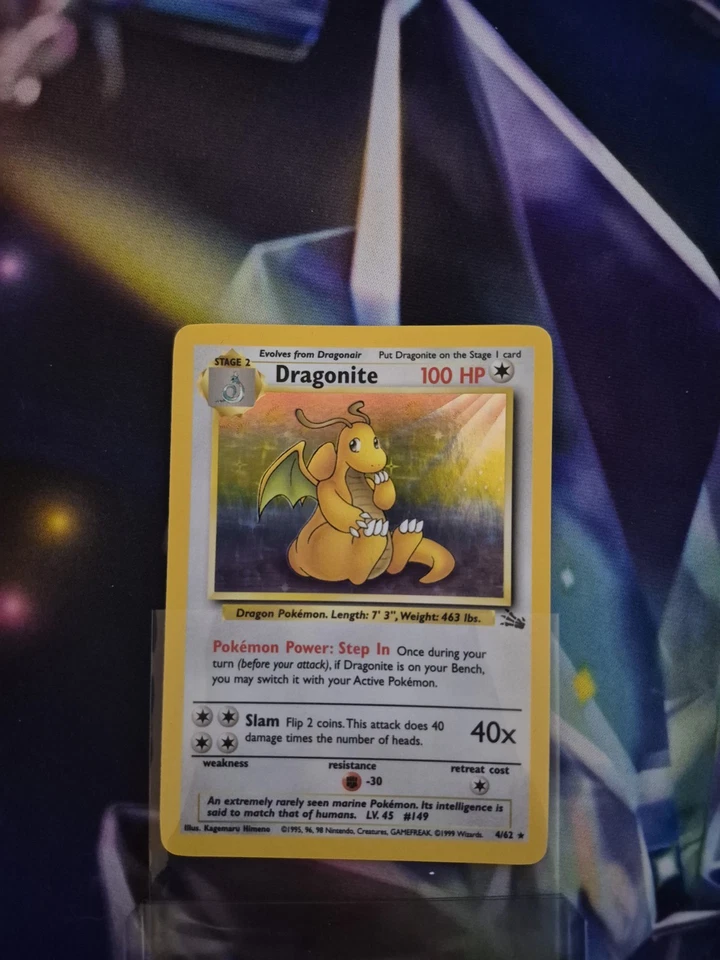 Evolves from Dragonair Put Dragonite on the Stage 1 card
STAGE 2
Dragonite 100 HP
Dragon Pokémon. Length: 7' 3", Weight: 463 lbs.
Pokémon Power: Step In Once during your
turn (before your attack), if Dragonite is on your Bench,
you may switch it with your Active Pokémon.
Slam Flip 2 coins. This attack does 40
damage times the number of heads.
40x
weakness resistance retreat cost
-30
An extremely rarely seen marine Pokémon. Its intelligence is
said to match that of humans. LV. 45 #149
Illus. Kagemaru Himeno ©1995, 96, 98 Nintendo, Creatures, GAMEFREAK. ©1999 Wizards. 4/62 ★